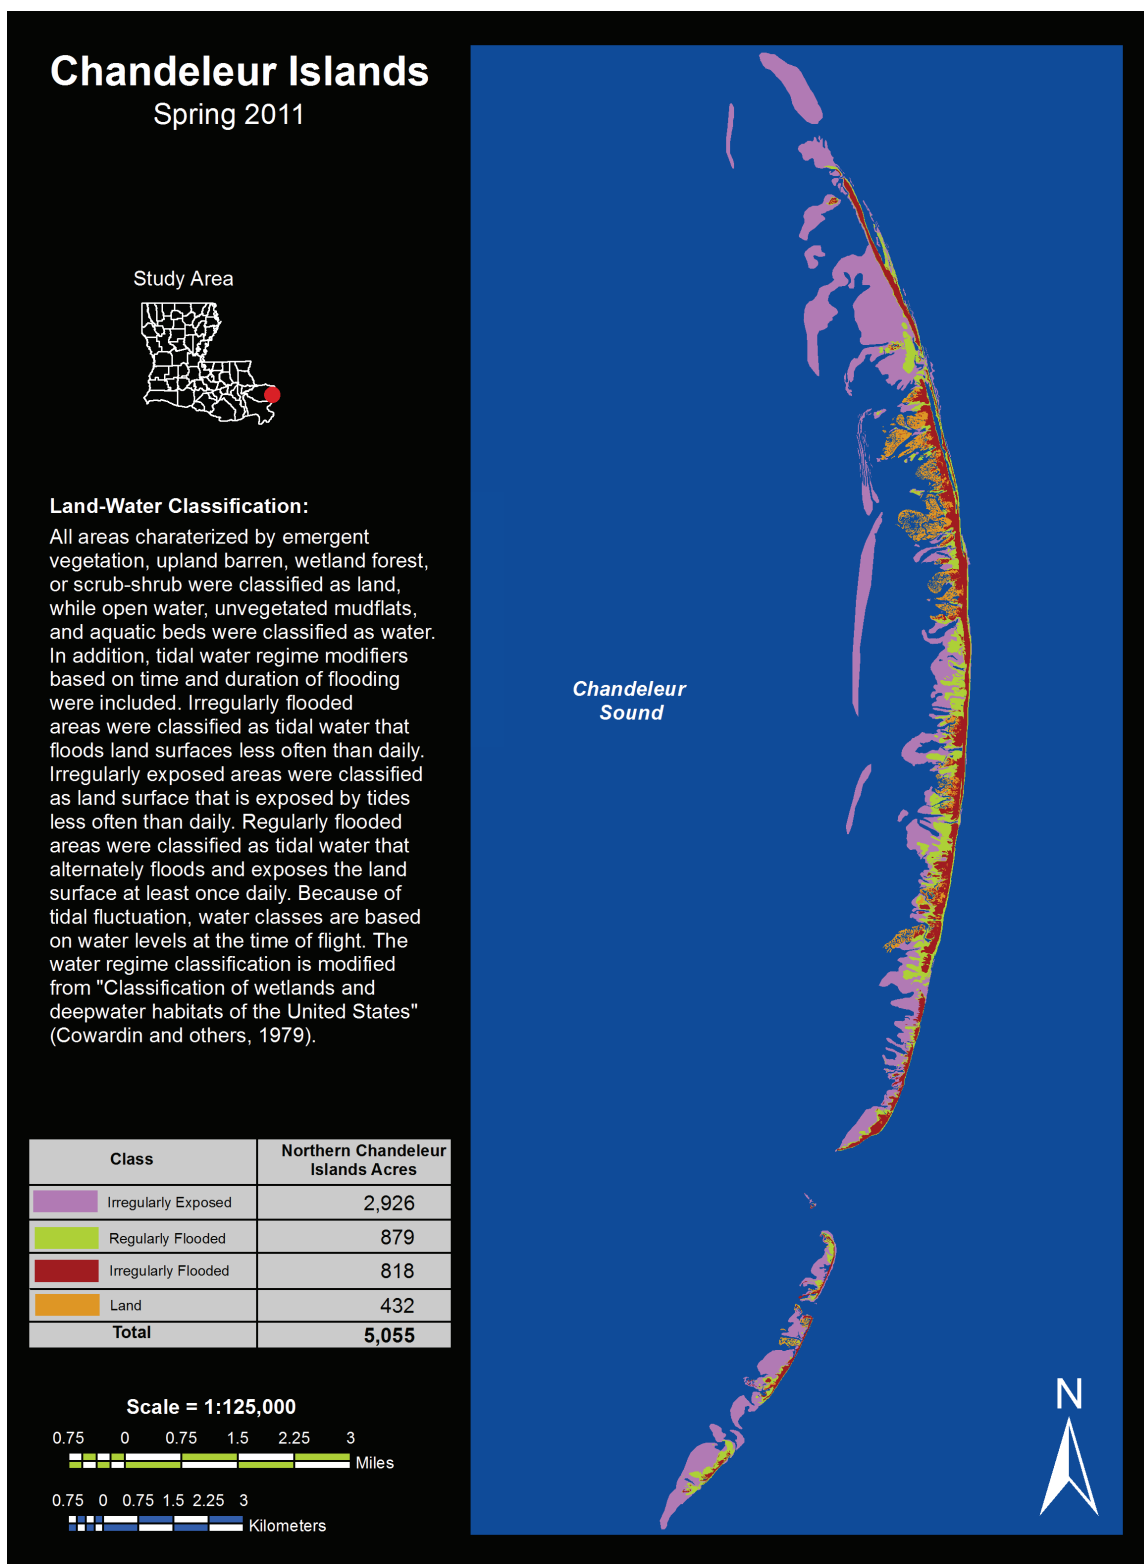 Chandeleur Islands
Spring 2011
Study Area
Land-Water Classification:
All areas charaterized by emergent
vegetation, upland barren, wetland forest,
or scrub-shrub were classified as land,
while open water, unvegetated mudflats,
and aquatic beds were classified as water.
In addition, tidal water regime modifiers
based on time and duration of flooding
were included. Irregularly flooded
areas were classified as tidal water that
floods land surfaces less often than daily.
Irregularly exposed areas were classified
as land surface that is exposed by tides
less often than daily. Regularly flooded
areas were classified as tidal water that
alternately floods and exposes the land
surface at least once daily. Because of
tidal fluctuation, water classes are based
on water levels at the time of flight. The
water regime classification is modified
from "Classification of wetlands and
deepwater habitats of the United States"
(Cowardin and others, 1979).
Class
Northern Chandeleur
Islands Acres
Irregularly Exposed 2,926
Regularly Flooded 879
Irregularly Flooded 818
Land 432
Total 5,055
Scale = 1:125,000
0.75 0 0.75 1.5 2.25 3
Miles
0.75 0 0.75 1.5 2.25 3
Kilometers
Chandeleur
Sound
N